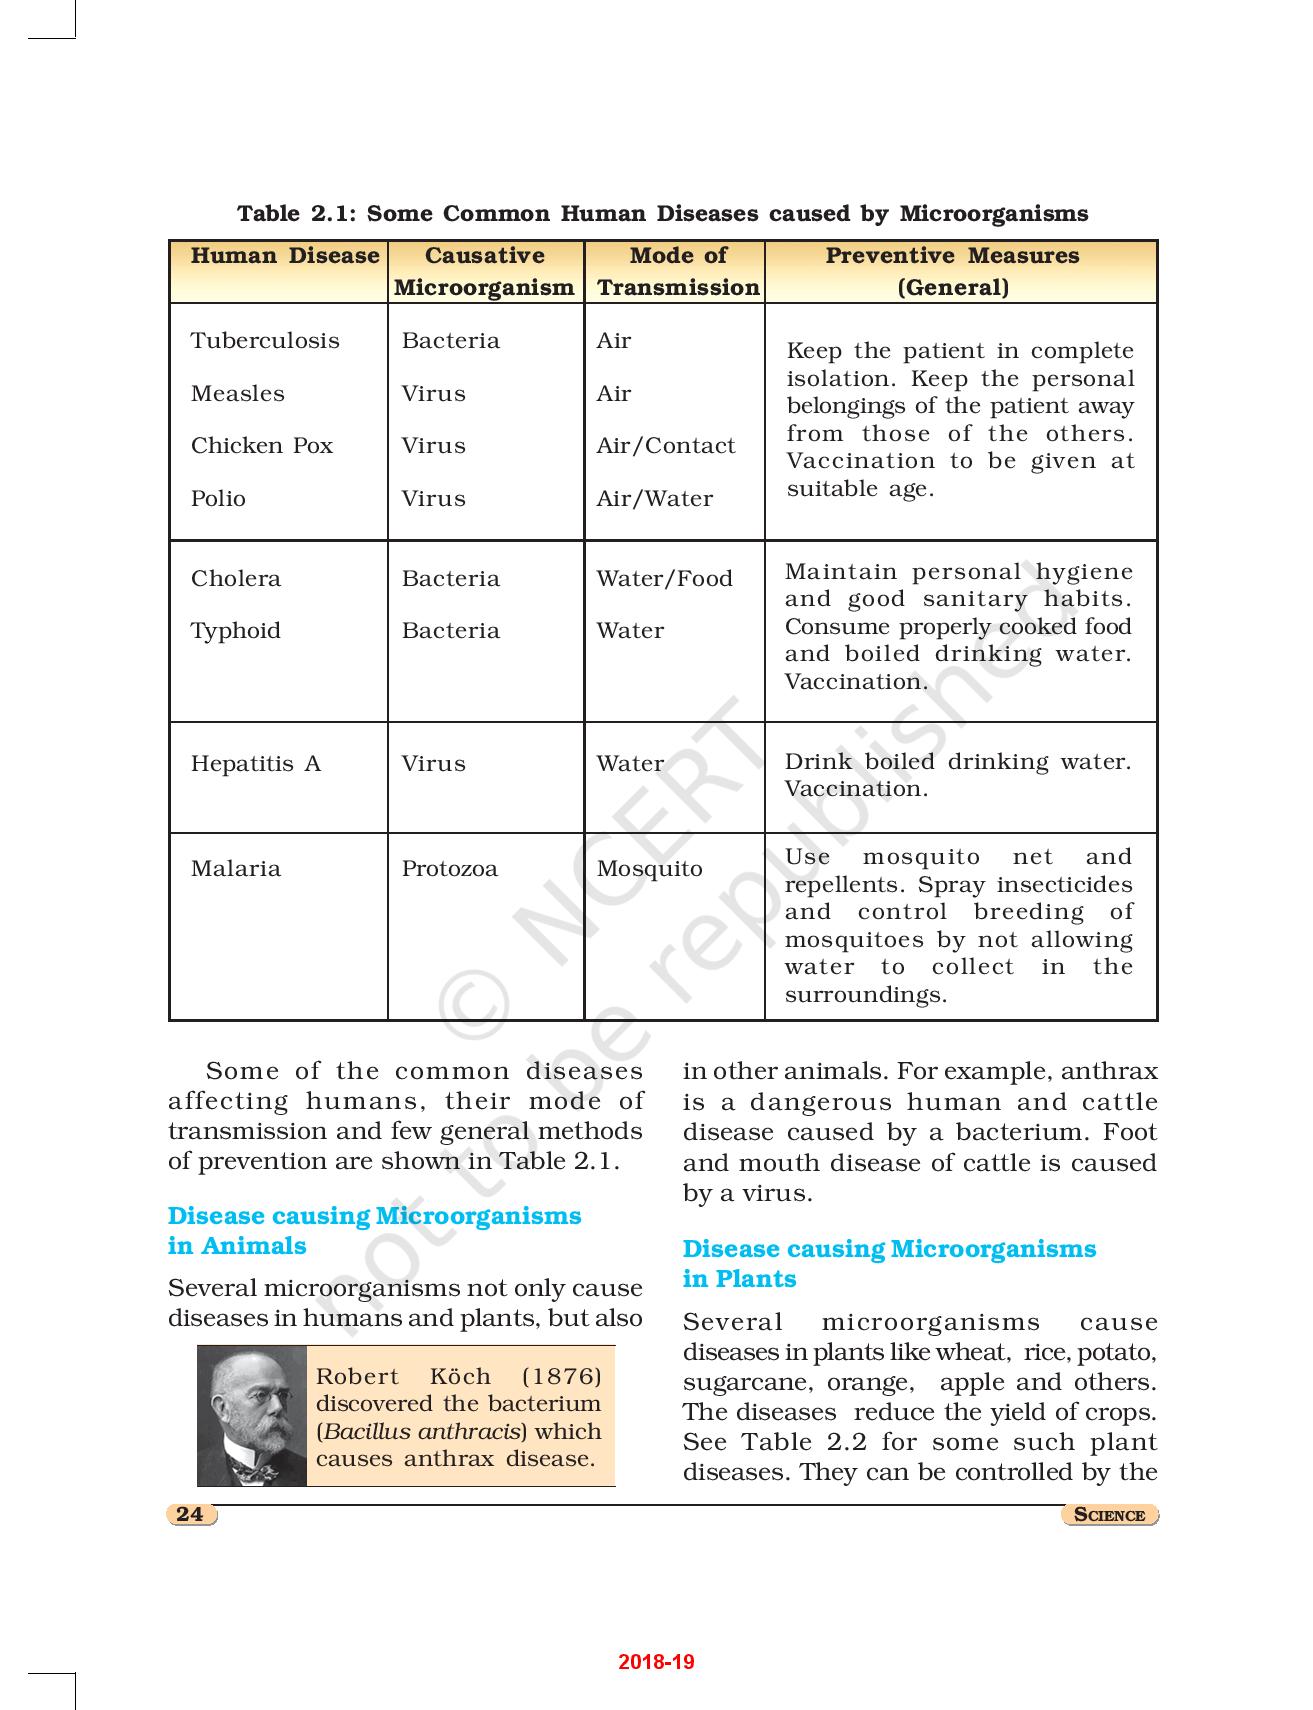 Table 2.1: Some Common Human Diseases caused by Microorganisms
Human Disease Causative Mode of Preventive Measures
Microorganism Transmission (General)
Tuberculosis Bacteria Air
Measles Virus Air
Chicken Pox Virus Air/Contact
Polio Virus Air/Water
Keep the patient in complete
isolation. Keep the personal
belongings of the patient away
from those of the others.
Vaccination to be given at
suitable age.
Cholera Bacteria Water/Food
Typhoid Bacteria Water
Maintain personal hygiene
and good sanitary habits.
Consume properly cooked food
and boiled drinking water.
Vaccination.
Hepatitis A Virus Water
Drink boiled drinking water.
Vaccination.
Malaria Protozoa Mosquito
Use mosquito net and
repellents. Spray insecticides
and control breeding of
mosquitoes by not allowing
water to collect in the
surroundings.
© NCERT
not to be republished
Some of the common diseases
affecting humans, their mode of
transmission and few general methods
of prevention are shown in Table 2.1.
Disease causing Microorganisms
in Animals
Several microorganisms not only cause
diseases in humans and plants, but also
Robert Köch (1876)
discovered the bacterium
(Bacillus anthracis) which
causes anthrax disease.
in other animals. For example, anthrax
is a dangerous human and cattle
disease caused by a bacterium. Foot
and mouth disease of cattle is caused
by a virus.
Disease causing Microorganisms
in Plants
Several microorganisms cause
diseases in plants like wheat, rice, potato,
sugarcane, orange, apple and others.
The diseases reduce the yield of crops.
See Table 2.2 for some such plant
diseases. They can be controlled by the
24
SCIENCE
2018-19